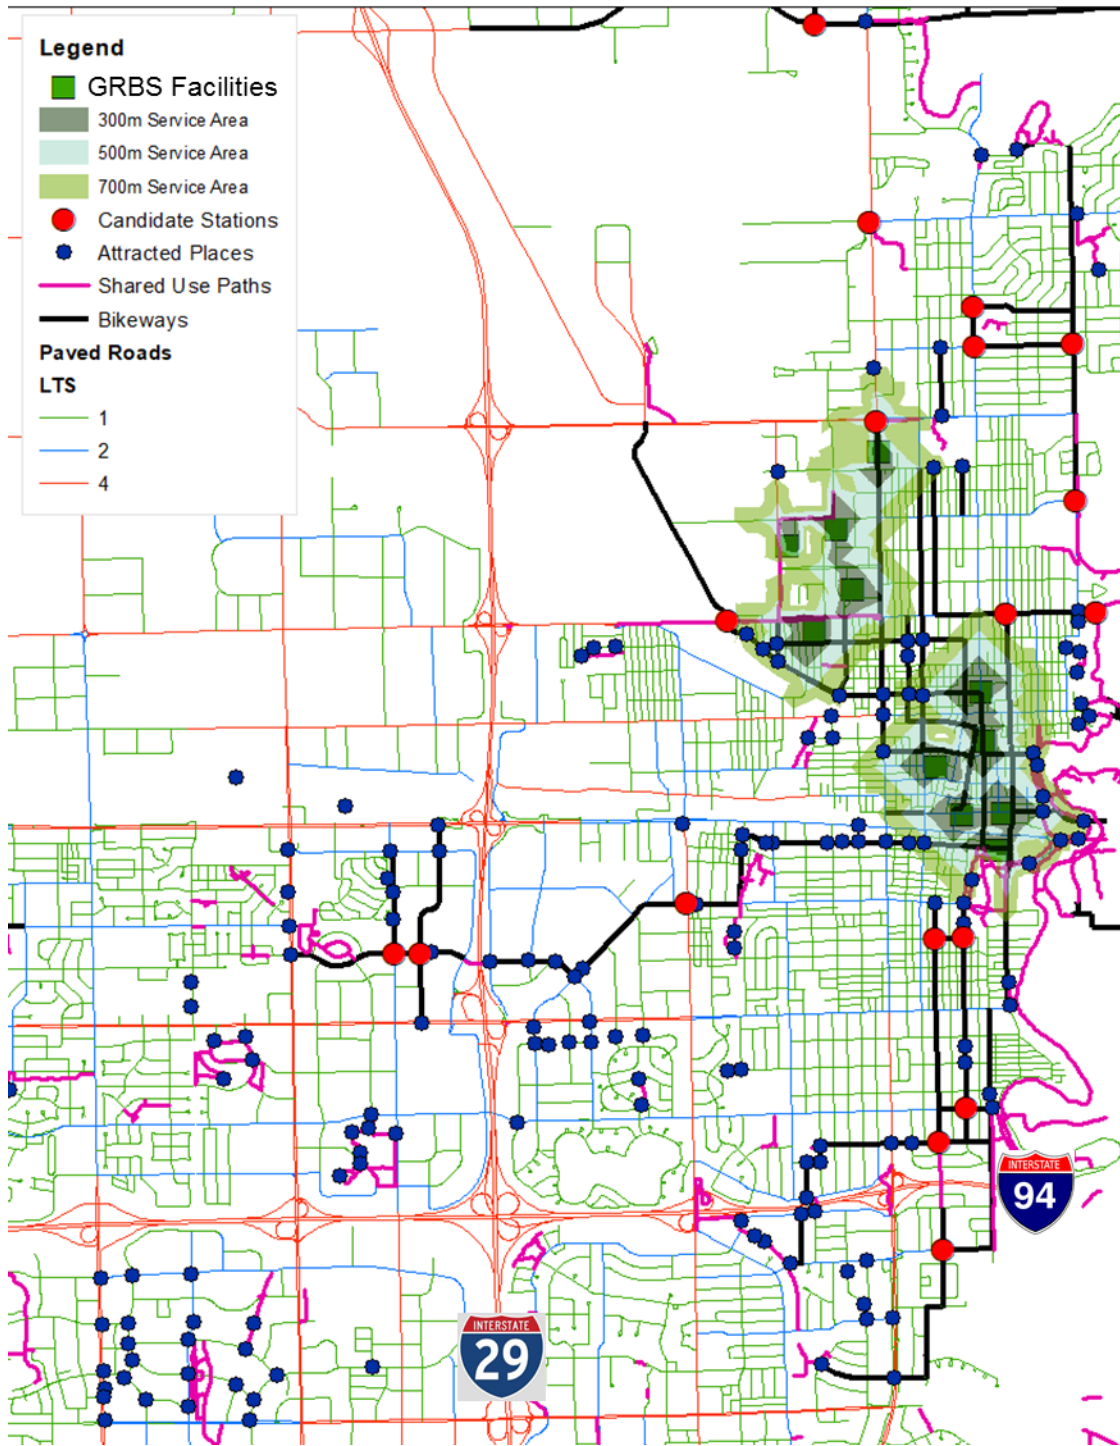 Legend
GRBS Facilities
300m Service Area
500m Service Area
700m Service Area
Candidate Stations
Attracted Places
Shared Use Paths
Bikeways
Paved Roads
LTS
1
2
4
INTERSTATE
94
INTERSTATE
29